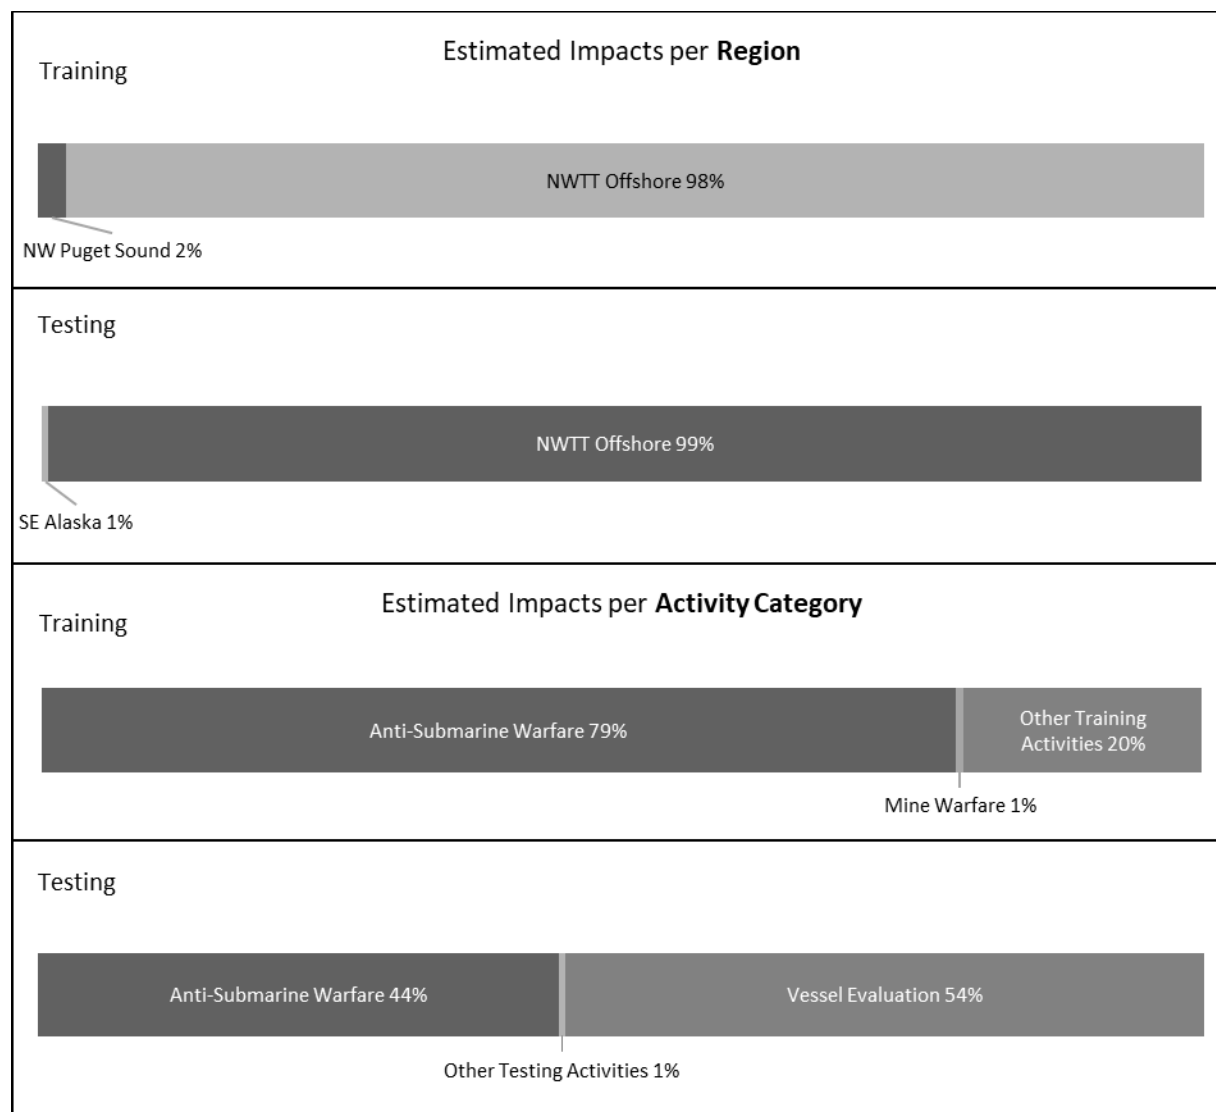 Estimated Impacts per Region
Training
NWTT Offshore 98%
NW Puget Sound 2%
Testing
NWTT Offshore 99%
SE Alaska 1%
Estimated Impacts per Activity Category
Training
Anti-Submarine Warfare 79%
Other Training
Activities 20%
Mine Warfare 1%
Testing
Anti-Submarine Warfare 44%
Vessel Evaluation 54%
Other Testing Activities 1%